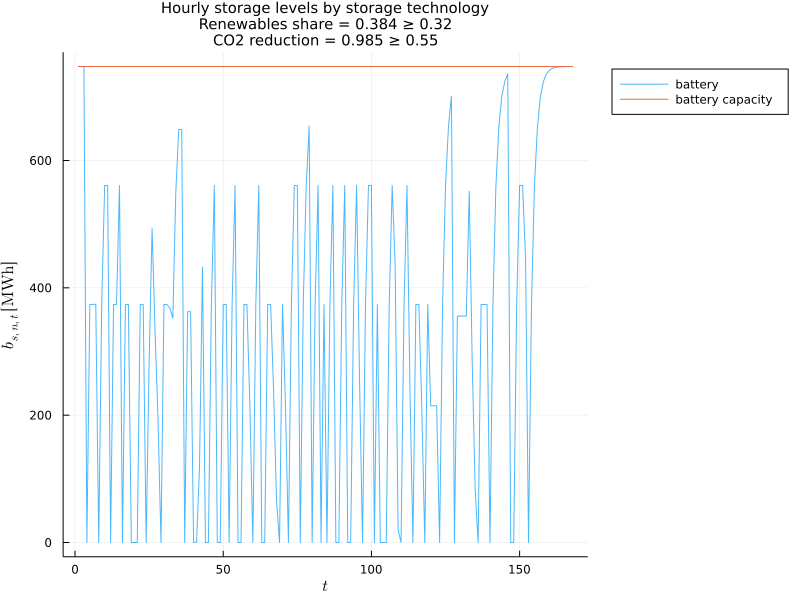 Hourly storage levels by storage technology
Renewables share = 0.384 ≥ 0.32
CO2 reduction = 0.985 ≥ 0.55
battery
battery capacity
600
400
200
0
b_{s, n, t} [MWh]
0 50 100 150
t